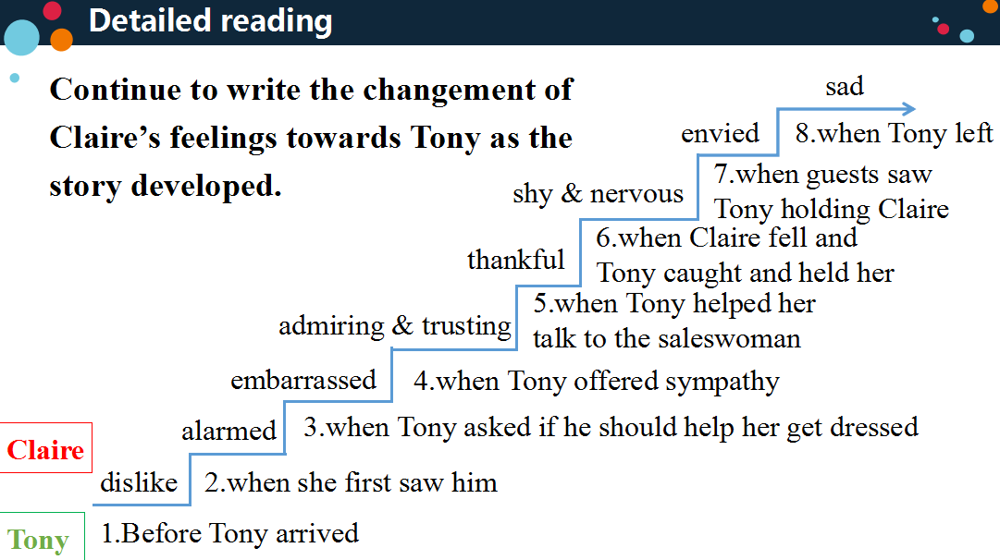 Detailed reading
Continue to write the changement of
Claire’s feelings towards Tony as the
story developed.
sad
envied
8.when Tony left
shy & nervous
7.when guests saw
Tony holding Claire
thankful
6.when Claire fell and
Tony caught and held her
admiring & trusting
5.when Tony helped her
talk to the saleswoman
embarrassed
4.when Tony offered sympathy
alarmed
3.when Tony asked if he should help her get dressed
Claire
dislike
2.when she first saw him
Tony
1.Before Tony arrived